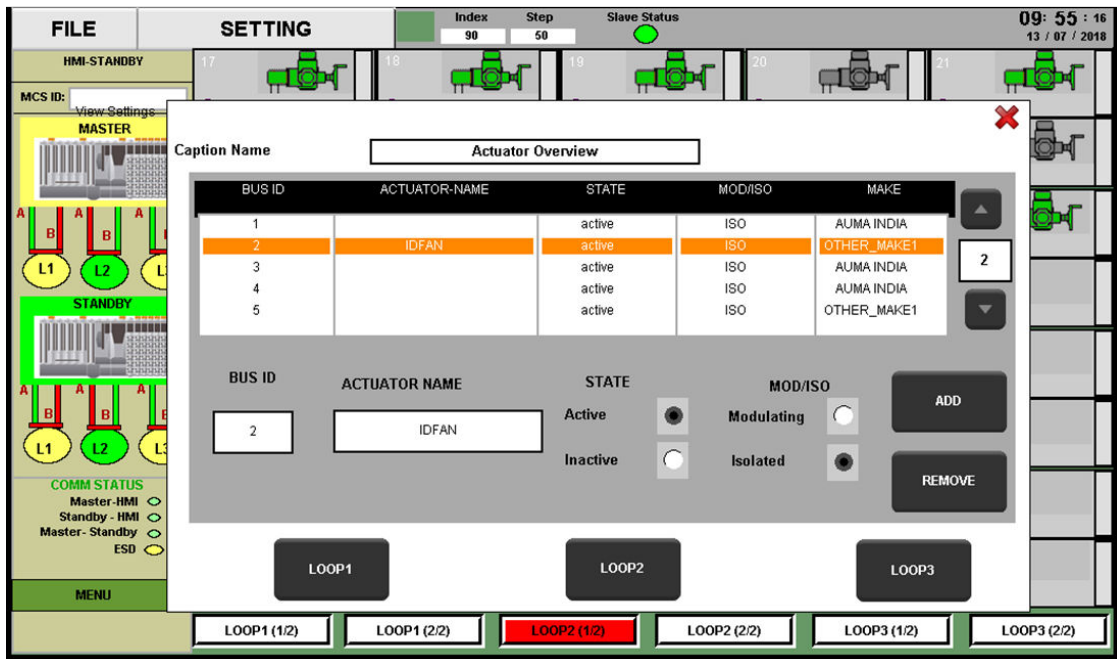 FILE
SETTING
Index
Step
Slave Status
90
50
09: 55 : 16
13 / 07 / 2018
HMI-STANDBY
17
18
19
20
21
MCS ID:
View Settings
MASTER
A
A
A
B
B
L1
L2
STANDBY
A
A
A
B
B
L1
L2
COMM STATUS
Master-HMI
Standby - HMI
Master- Standby
ESD
MENU
Caption Name
Actuator Overview
BUS ID ACTUATOR-NAME STATE MOD/ISO MAKE
1 active ISO AUMA INDIA
2 IDFAN active ISO OTHER_MAKE1
3 active ISO AUMA INDIA
4 active ISO AUMA INDIA
5 active ISO OTHER_MAKE1
2
BUS ID
ACTUATOR NAME
STATE
MOD/ISO
2
IDFAN
Active
Modulating
Inactive
Isolated
ADD
REMOVE
LOOP1
LOOP2
LOOP3
LOOP1 (1/2)
LOOP1 (2/2)
LOOP2 (1/2)
LOOP2 (2/2)
LOOP3 (1/2)
LOOP3 (2/2)